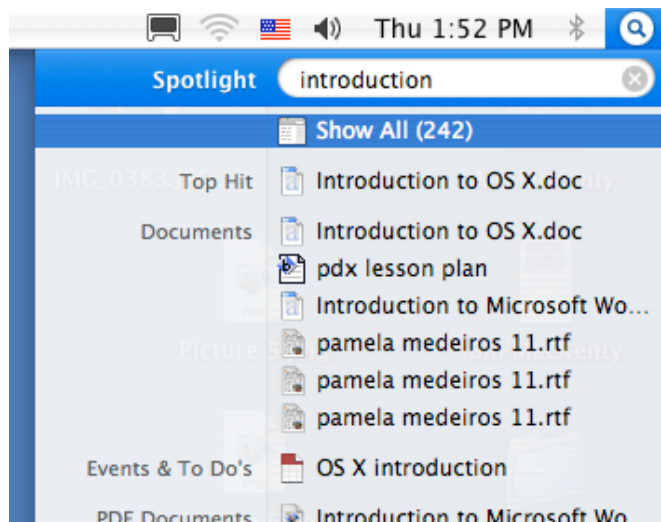 Thu 1:52 PM
Spotlight introduction
Show All (242)
IMG_0383
Top Hit Introduction to OS X.doc
Documents Introduction to OS X.doc
pdx lesson plan
Introduction to Microsoft Wo...
Picture
pamela medeiros 11.rtf
pamela medeiros 11.rtf
pamela medeiros 11.rtf
Events & To Do's OS X introduction
PDF Documents Introduction to Microsoft Wo